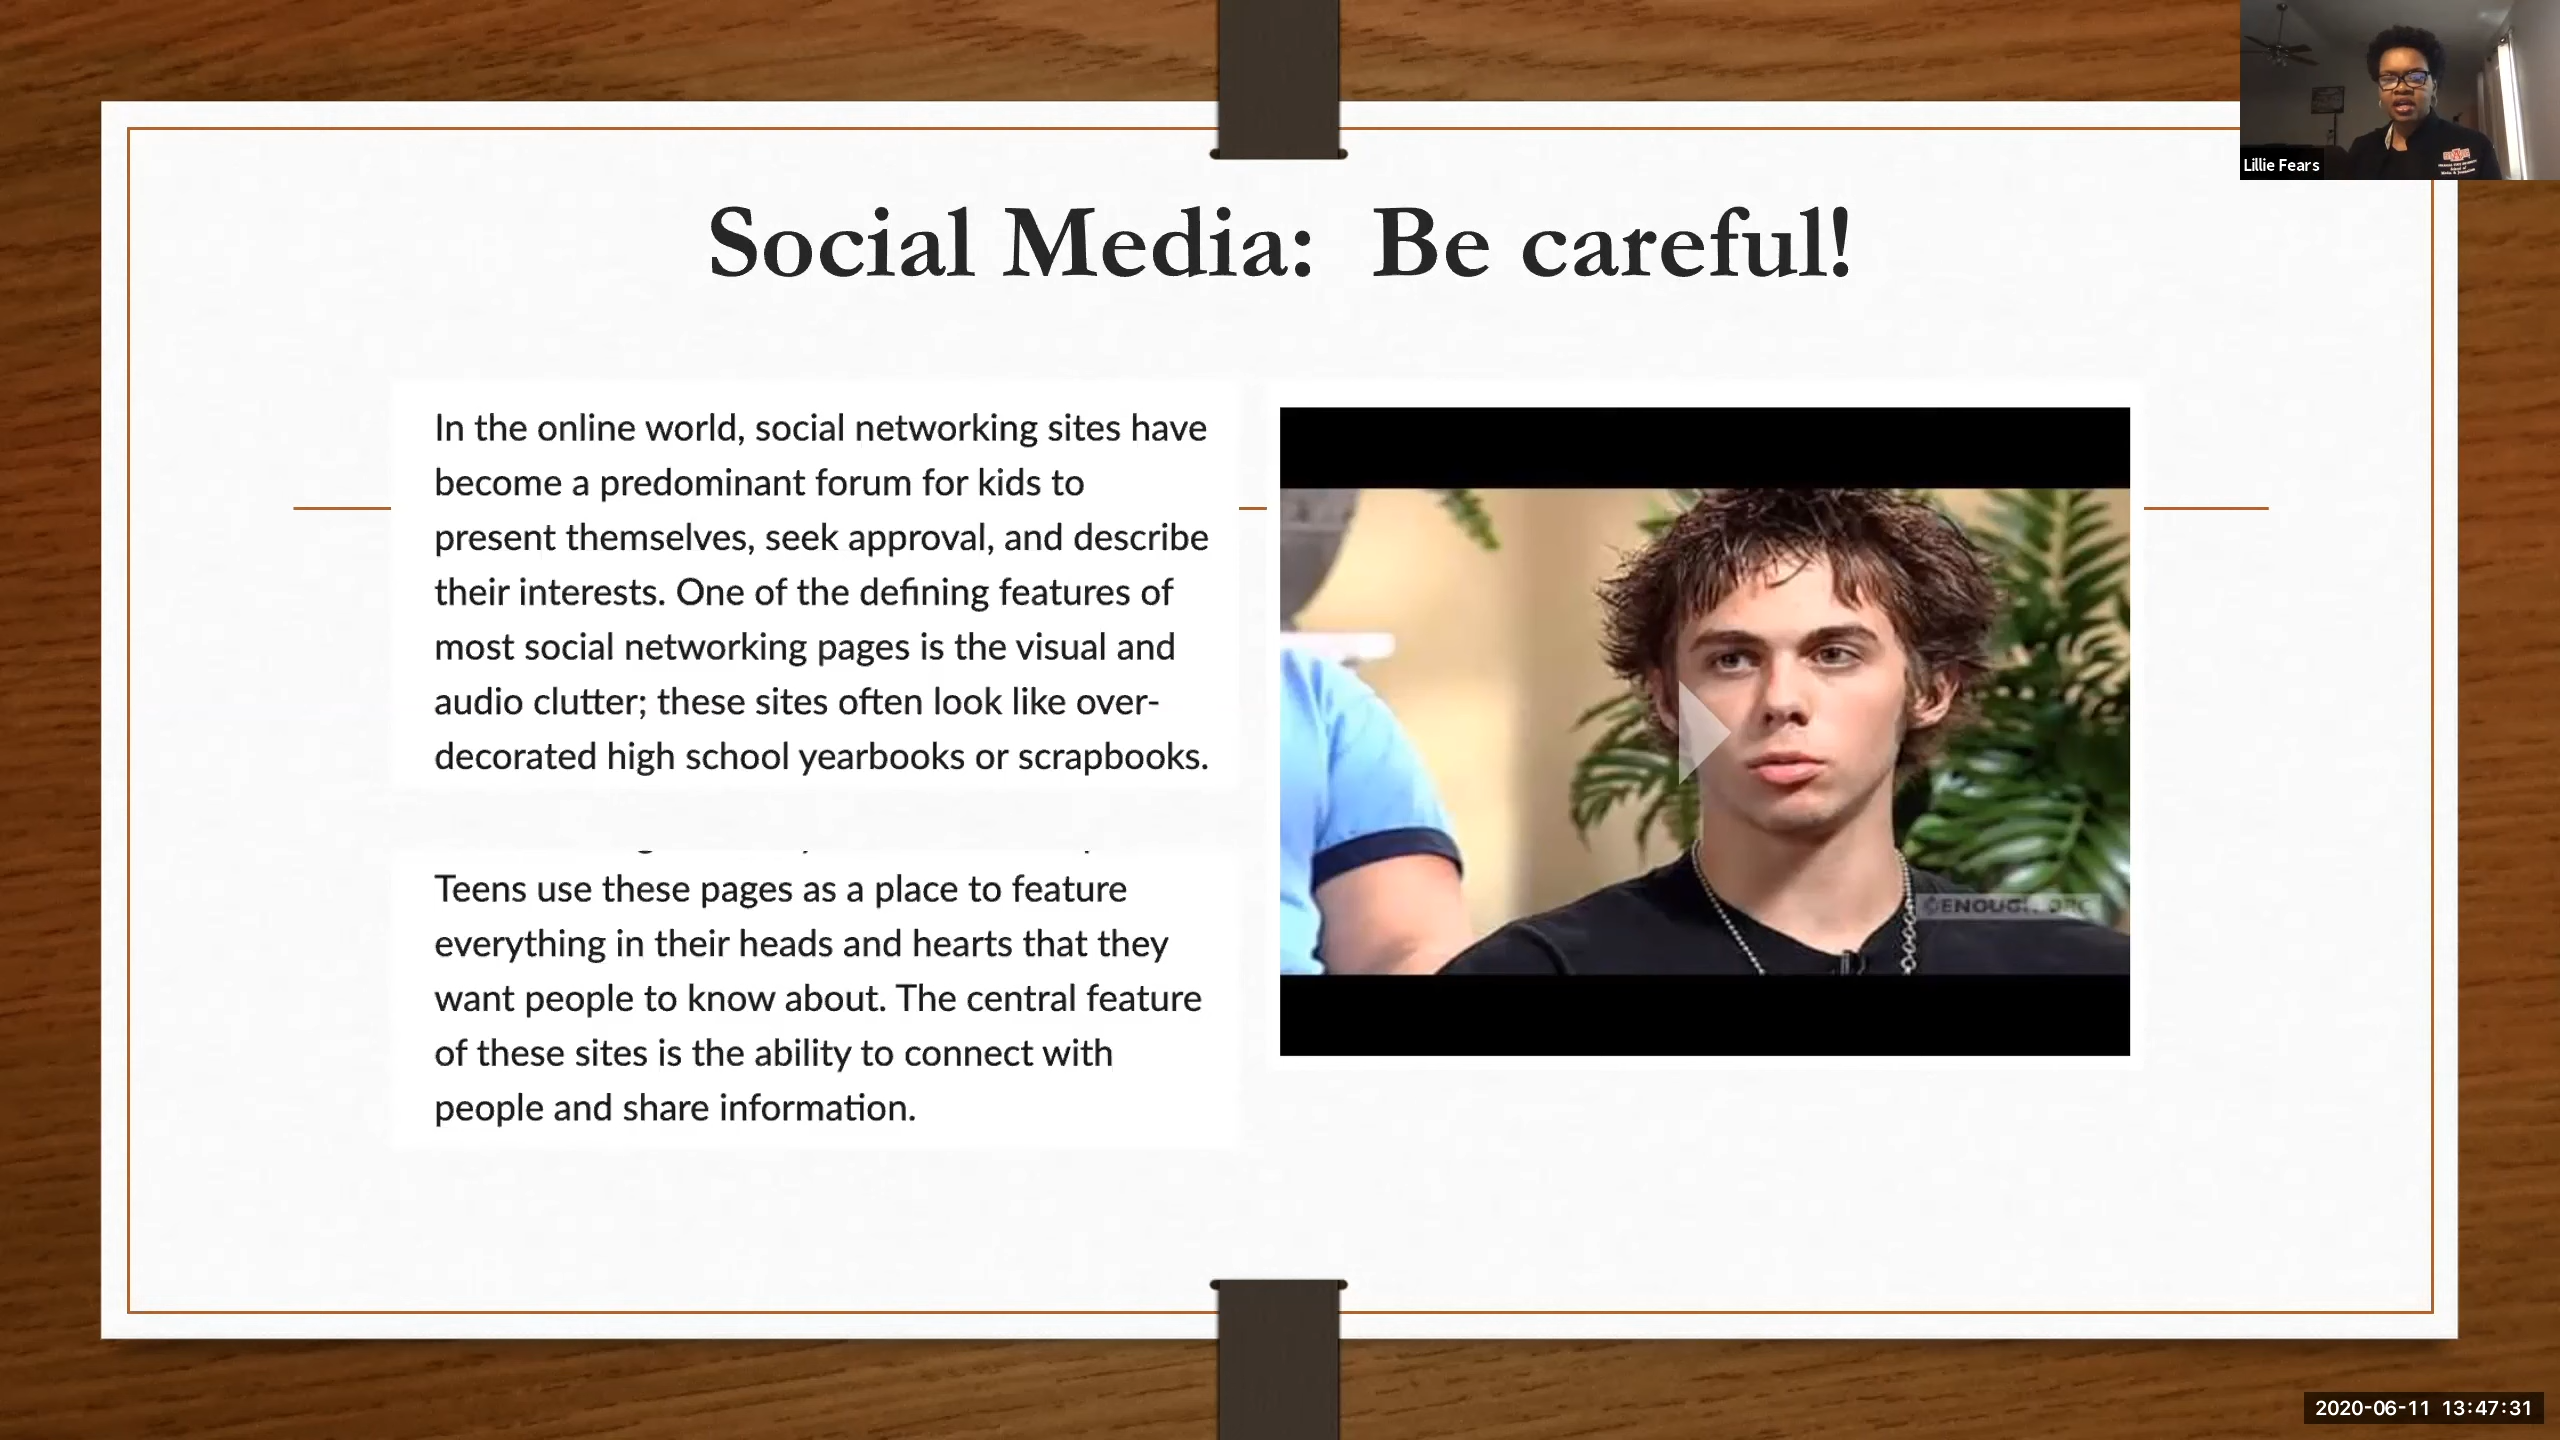 Lillie Fears
Social Media: Be careful!
In the online world, social networking sites have
become a predominant forum for kids to
present themselves, seek approval, and describe
their interests. One of the defining features of
most social networking pages is the visual and
audio clutter; these sites often look like over-
decorated high school yearbooks or scrapbooks.
Teens use these pages as a place to feature
everything in their heads and hearts that they
want people to know about. The central feature
of these sites is the ability to connect with
people and share information.
©ENOUGH.ORG
2020-06-11 13:47:31